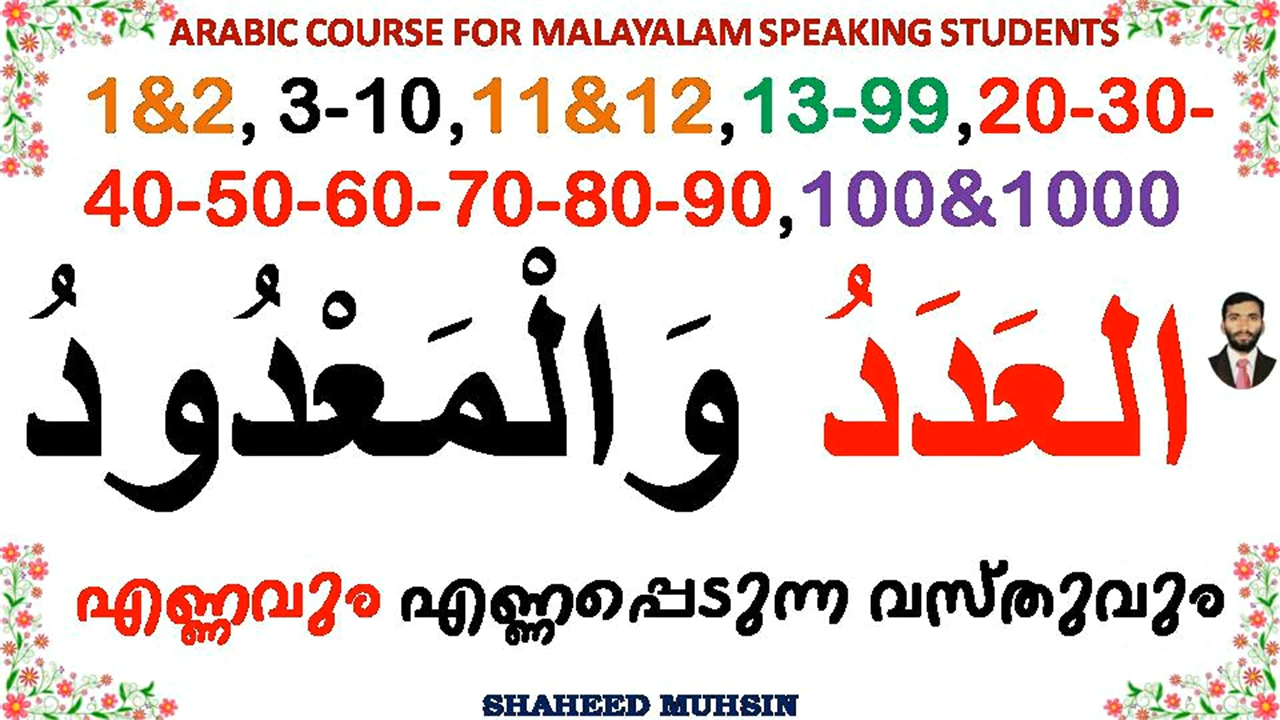 ARABIC COURSE FOR MALAYALAM SPEAKING STUDENTS
1&2, 3-10,11&12,13-99,20-30-
40-50-60-70-80-90,100&1000
العَدَدُ وَالْمَعْدُودُ
എണ്ണവും എണ്ണപ്പെടുന്ന വസ്തുവും
SHAHEED MUHSIN